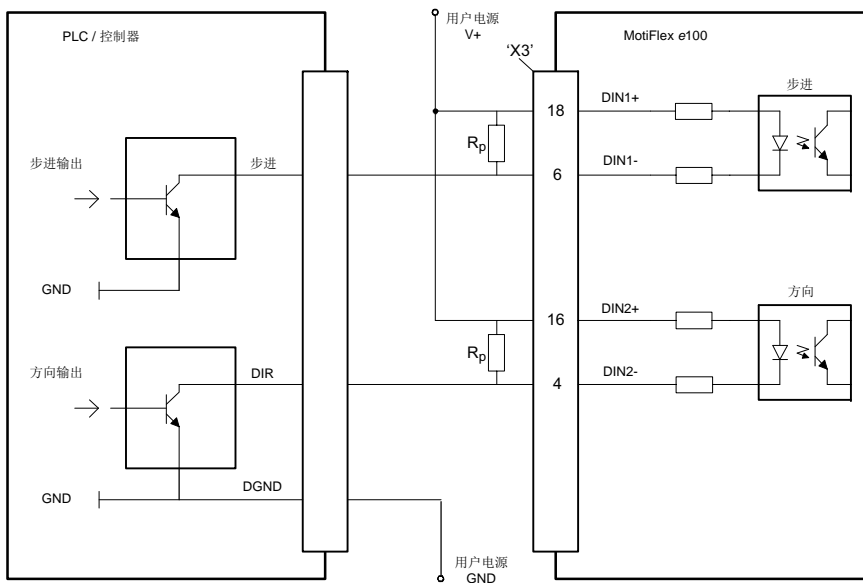 PLC / 控制器
用户电源
V+
'X3'
MotiFlex e100
步进输出
步进
GND
Rp
18
DIN1+
6
DIN1-
步进
方向输出
DIR
GND
DGND
Rp
16
DIN2+
4
DIN2-
方向
用户电源
GND